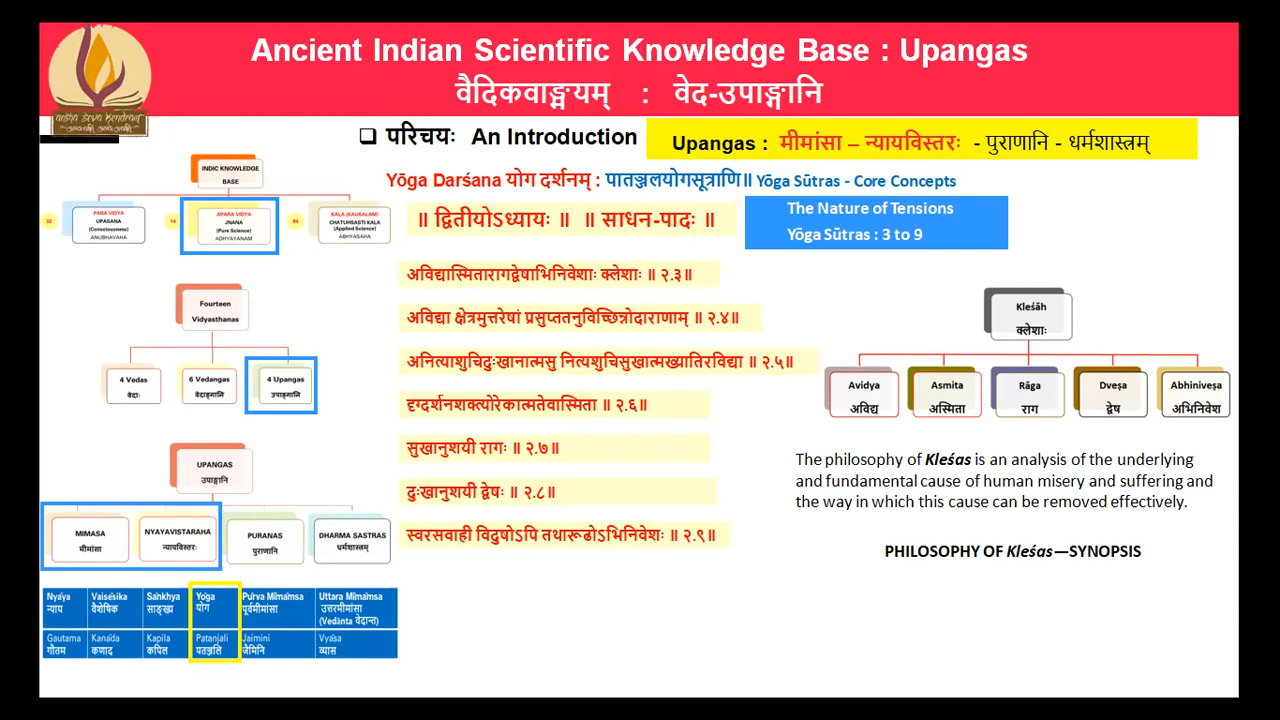 Ancient Indian Scientific Knowledge Base : Upangas
वैदिकवाङ्मयम् : वेद-उपाङ्गानि
arsha seva kendram
❑ परिचयः An Introduction
Upangas : मीमांसा – न्यायविस्तरः - पुराणानि - धर्मशास्त्रम्
Yōga Darśana योग दर्शनम् : पातञ्जलयोगसूत्राणि॥ Yōga Sūtras - Core Concepts
॥ द्वितीयोऽध्यायः ॥ ॥ साधन-पादः ॥
The Nature of Tensions
Yōga Sūtras : 3 to 9
INDIC KNOWLEDGE
BASE
32
PARA VIDYA
UPASANA
(Consciousness)
ANUBHAVAHA
14
APARA VIDYA
JNANA
(Pure Science)
ADHYAYANAM
64
KALA (KAUSALAM)
CHATUHSASTI KALA
(Applied Science)
ABHYASAHA
Fourteen
Vidyasthanas
4 Vedas
वेदाः
6 Vedangas
वेदाङ्गानि
4 Upangas
उपाङ्गानि
UPANGAS
उपाङ्गानि
MIMASA
मीमांसा
NYAYAVISTARAHA
न्यायविस्तरः
PURANAS
पुराणानि
DHARMA SASTRAS
धर्मशास्त्रम्
Nyāya Vaiśeśika Sāṅkhya Yōga Pūrva Mīmāṁsa Uttara Mīmāṁsa
न्याय वैशेषिक साङ्ख्य योग पूर्वमीमांसा उत्तरमीमांसा
(Vedānta वेदान्त)
Gautama Kanāda Kapila Patanjali Jaimini Vyāsa
गौतम कणाद कपिल पतञ्जलि जैमिनि व्यास
अविद्यास्मितारागद्वेषाभिनिवेशाः क्लेशाः ॥ २.३॥
अविद्या क्षेत्रमुत्तरेषां प्रसुप्ततनुविच्छिन्नोदाराणाम् ॥ २.४॥
अनित्याशुचिदुःखानात्मसु नित्यशुचिसुखात्मख्यातिरविद्या ॥ २.५॥
दृग्दर्शनशक्त्योरेकात्मतेवास्मिता ॥ २.६॥
सुखानुशयी रागः ॥ २.७॥
दुःखानुशयी द्वेषः ॥ २.८॥
स्वरसवाही विदुषोऽपि तथारूढोऽभिनिवेशः ॥ २.९॥
Kleśāh
क्लेशाः
Avidya
अविद्य
Asmita
अस्मिता
Rāga
राग
Dveṣa
द्वेष
Abhiniveṣa
अभिनिवेश
The philosophy of Kleśas is an analysis of the underlying
and fundamental cause of human misery and suffering and
the way in which this cause can be removed effectively.
PHILOSOPHY OF Kleśas—SYNOPSIS